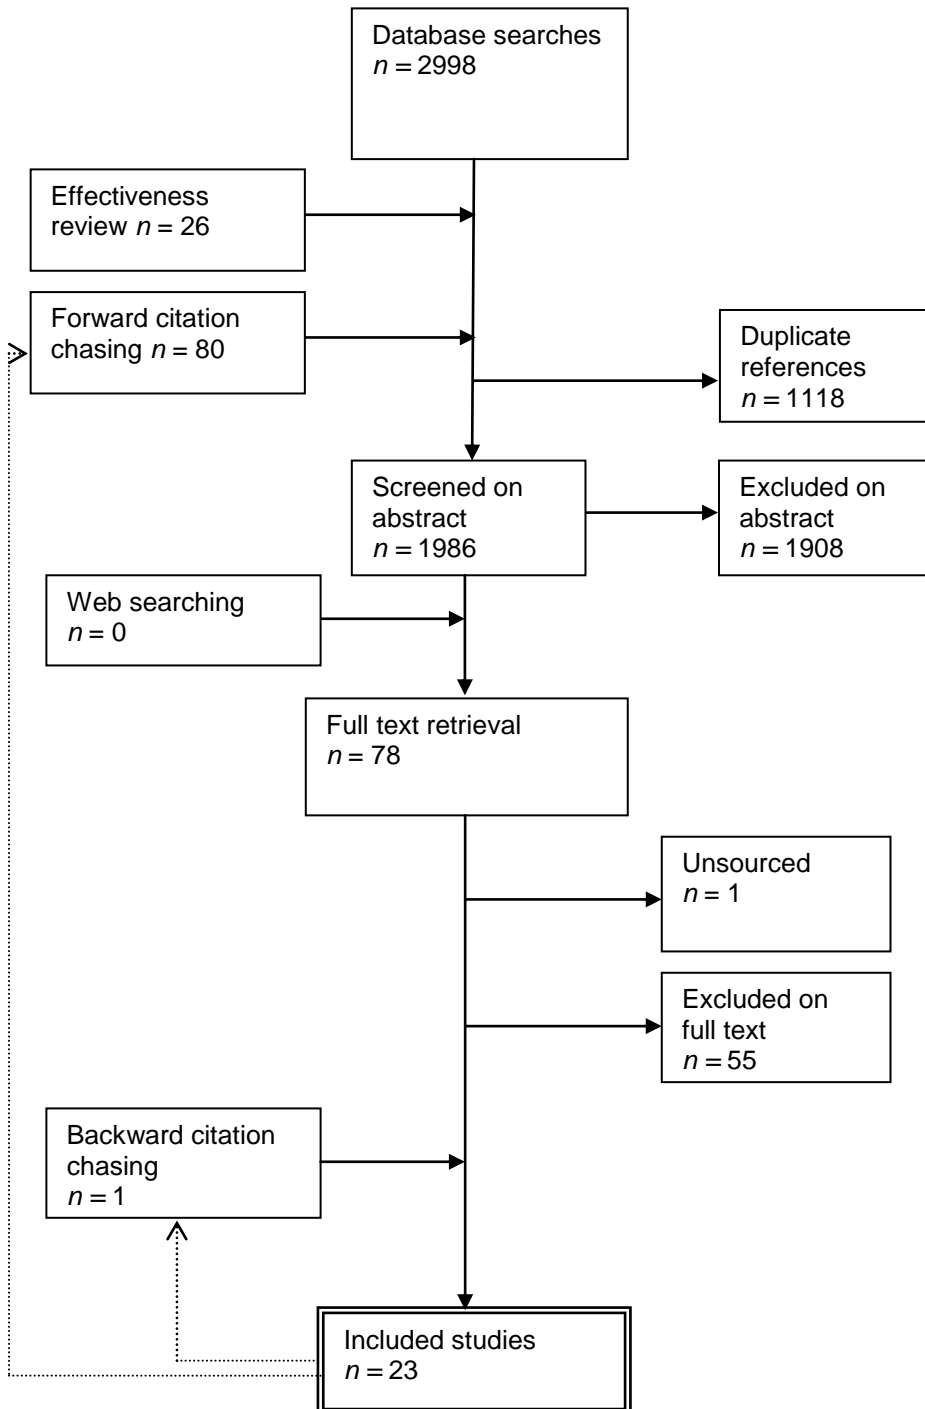 Database searches
n = 2998
Effectiveness
review n = 26
Forward citation
chasing n = 80
Duplicate
references
n = 1118
Screened on
abstract
n = 1986
Excluded on
abstract
n = 1908
Web searching
n = 0
Full text retrieval
n = 78
Unsourced
n = 1
Excluded on
full text
n = 55
Backward citation
chasing
n = 1
Included studies
n = 23